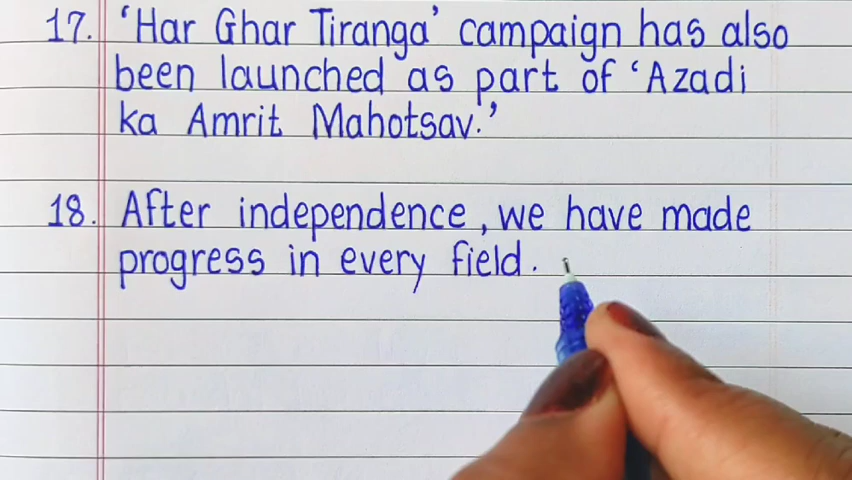 17. ‘Har Ghar Tiranga’ campaign has also
been launched as part of ‘Azadi
ka Amrit Mahotsav.’
18. After independence, we have made
progress in every field.